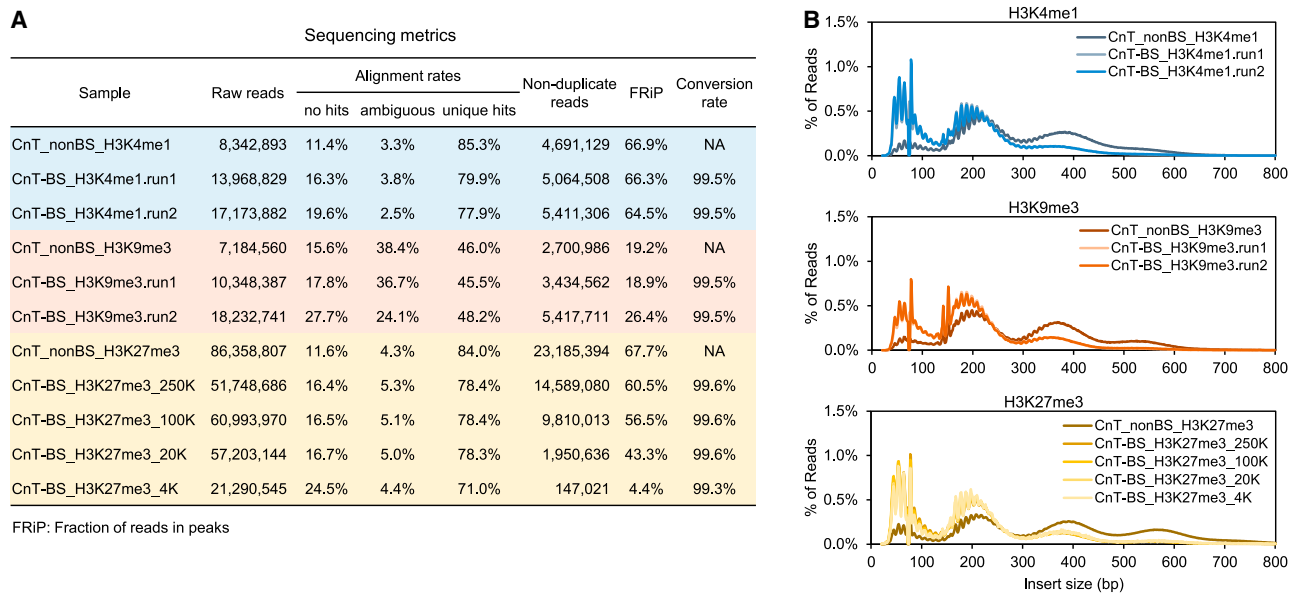 A
Sequencing metrics
Sample Raw reads Alignment rates Non-duplicate reads FRiP Conversion rate
no hits ambiguous unique hits
CnT_nonBS_H3K4me1 8,342,893 11.4% 3.3% 85.3% 4,691,129 66.9% NA
CnT-BS_H3K4me1.run1 13,968,829 16.3% 3.8% 79.9% 5,064,508 66.3% 99.5%
CnT-BS_H3K4me1.run2 17,173,882 19.6% 2.5% 77.9% 5,411,306 64.5% 99.5%
CnT_nonBS_H3K9me3 7,184,560 15.6% 38.4% 46.0% 2,700,986 19.2% NA
CnT-BS_H3K9me3.run1 10,348,387 17.8% 36.7% 45.5% 3,434,562 18.9% 99.5%
CnT-BS_H3K9me3.run2 18,232,741 27.7% 24.1% 48.2% 5,417,711 26.4% 99.5%
CnT_nonBS_H3K27me3 86,358,807 11.6% 4.3% 84.0% 23,185,394 67.7% NA
CnT-BS_H3K27me3_250K 51,748,686 16.4% 5.3% 78.4% 14,589,080 60.5% 99.6%
CnT-BS_H3K27me3_100K 60,993,970 16.5% 5.1% 78.4% 9,810,013 56.5% 99.6%
CnT-BS_H3K27me3_20K 57,203,144 16.7% 5.0% 78.3% 1,950,636 43.3% 99.6%
CnT-BS_H3K27me3_4K 21,290,545 24.5% 4.4% 71.0% 147,021 4.4% 99.3%
FRiP: Fraction of reads in peaks
B
H3K4me1
% of Reads
1.5%
1.0%
0.5%
0.0%
CnT_nonBS_H3K4me1
CnT-BS_H3K4me1.run1
CnT-BS_H3K4me1.run2
0 100 200 300 400 500 600 700 800
H3K9me3
% of Reads
1.5%
1.0%
0.5%
0.0%
CnT_nonBS_H3K9me3
CnT-BS_H3K9me3.run1
CnT-BS_H3K9me3.run2
0 100 200 300 400 500 600 700 800
H3K27me3
% of Reads
1.5%
1.0%
0.5%
0.0%
CnT_nonBS_H3K27me3
CnT-BS_H3K27me3_250K
CnT-BS_H3K27me3_100K
CnT-BS_H3K27me3_20K
CnT-BS_H3K27me3_4K
0 100 200 300 400 500 600 700 800
Insert size (bp)